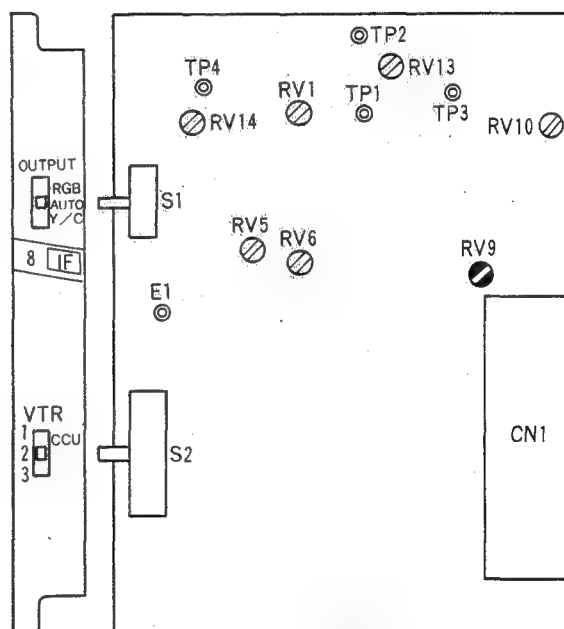 TP2
TP4
RV13
RV1
TP1
TP3
RV14
RV10
OUTPUT
RGB
AUTO
Y/C
S1
8 IF
RV5
RV6
RV9
E1
VTR
1
CCU
2
3
S2
CN1